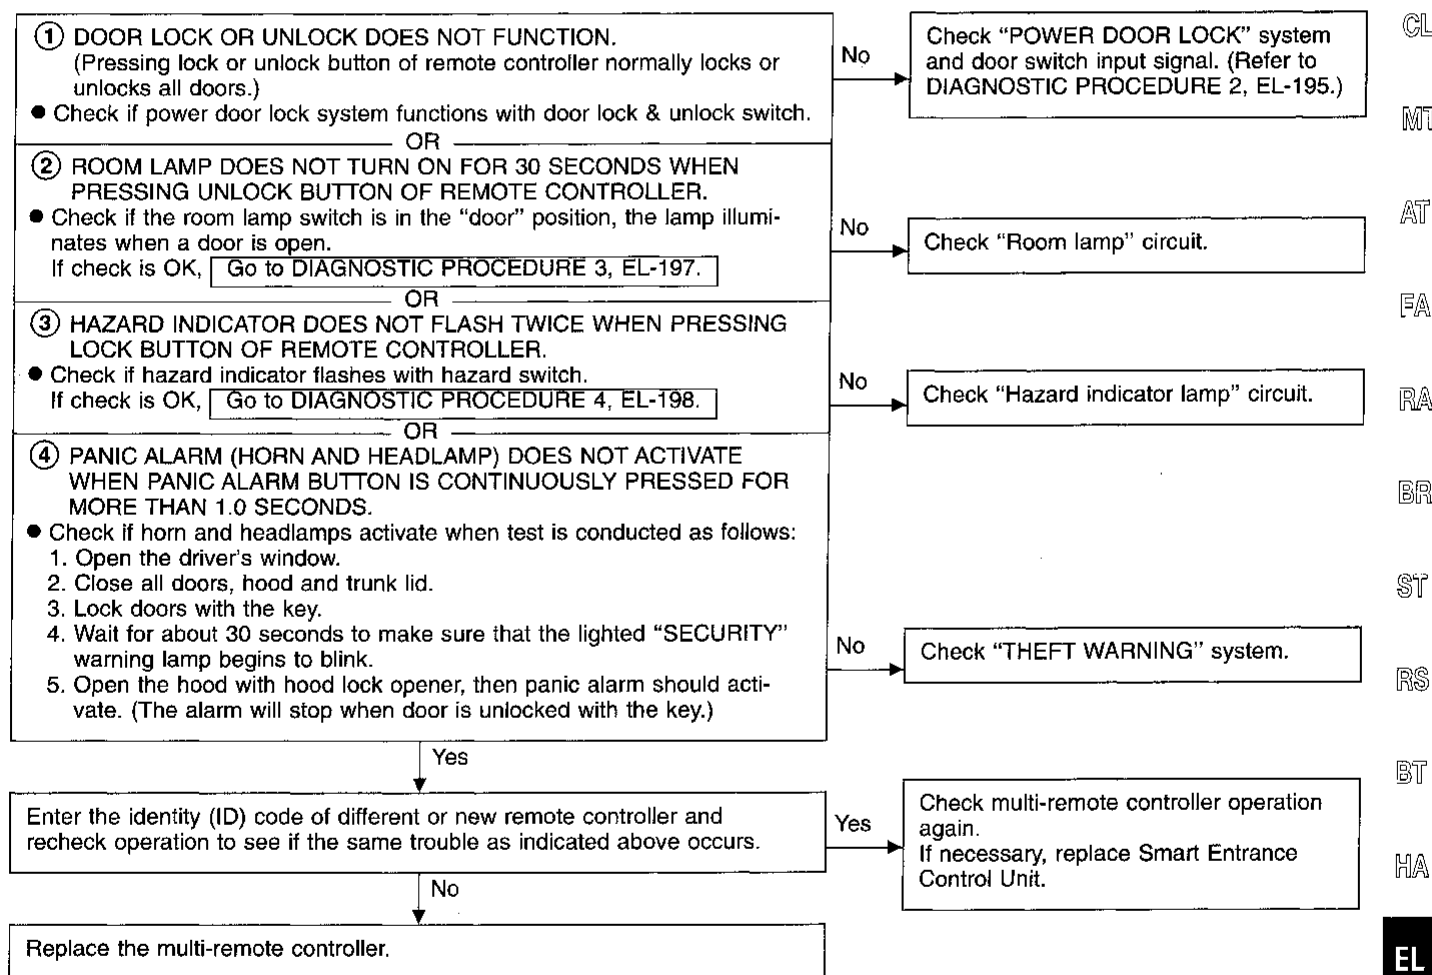 ① DOOR LOCK OR UNLOCK DOES NOT FUNCTION.
(Pressing lock or unlock button of remote controller normally locks or
unlocks all doors.)
● Check if power door lock system functions with door lock & unlock switch.
No
Check “POWER DOOR LOCK” system
and door switch input signal. (Refer to
DIAGNOSTIC PROCEDURE 2, EL-195.)
OR
② ROOM LAMP DOES NOT TURN ON FOR 30 SECONDS WHEN
PRESSING UNLOCK BUTTON OF REMOTE CONTROLLER.
● Check if the room lamp switch is in the “door” position, the lamp illumi-
nates when a door is open.
If check is OK, Go to DIAGNOSTIC PROCEDURE 3, EL-197.
No
Check “Room lamp” circuit.
OR
③ HAZARD INDICATOR DOES NOT FLASH TWICE WHEN PRESSING
LOCK BUTTON OF REMOTE CONTROLLER.
● Check if hazard indicator flashes with hazard switch.
If check is OK, Go to DIAGNOSTIC PROCEDURE 4, EL-198.
No
Check “Hazard indicator lamp” circuit.
OR
④ PANIC ALARM (HORN AND HEADLAMP) DOES NOT ACTIVATE
WHEN PANIC ALARM BUTTON IS CONTINUOUSLY PRESSED FOR
MORE THAN 1.0 SECONDS.
● Check if horn and headlamps activate when test is conducted as follows:
1. Open the driver’s window.
2. Close all doors, hood and trunk lid.
3. Lock doors with the key.
4. Wait for about 30 seconds to make sure that the lighted “SECURITY”
warning lamp begins to blink.
5. Open the hood with hood lock opener, then panic alarm should acti-
vate. (The alarm will stop when door is unlocked with the key.)
No
Check “THEFT WARNING” system.
Yes
Enter the identity (ID) code of different or new remote controller and
recheck operation to see if the same trouble as indicated above occurs.
Yes
Check multi-remote controller operation
again.
If necessary, replace Smart Entrance
Control Unit.
No
Replace the multi-remote controller.
CL
MT
AT
FA
RA
BR
ST
RS
BT
HA
EL